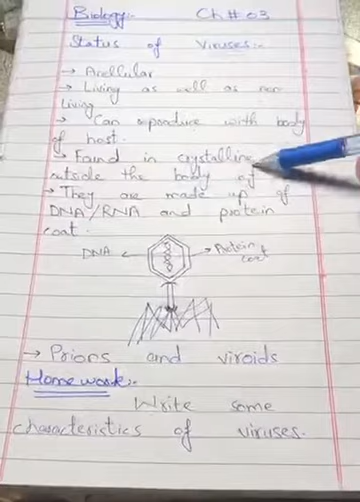 Biology:- Ch # 03
Status of Viruses:-
→ Acellular
→ Living as well as non
Living
→ Can reproduce with body
of host.
→ Found in crystalline
outside the body of
→ They are made up of
DNA/RNA and protein
coat.
DNA Protein
coat
→ Prions and viroids
Homework:-
Write some
characteristics of viruses.